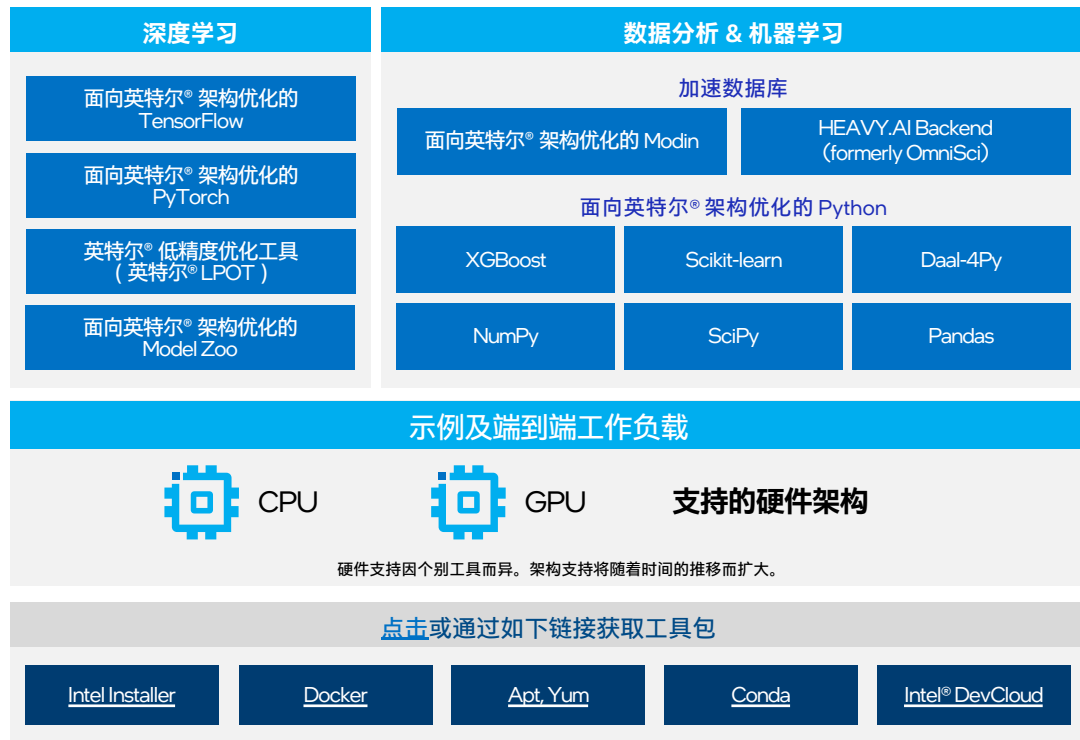 深度学习
面向英特尔® 架构优化的
TensorFlow
面向英特尔® 架构优化的
PyTorch
英特尔® 低精度优化工具
(英特尔® LPOT)
面向英特尔® 架构优化的
Model Zoo
数据分析 & 机器学习
加速数据库
面向英特尔® 架构优化的 Modin
HEAVY.AI Backend
(formerly OmniSci)
面向英特尔® 架构优化的 Python
XGBoost
Scikit-learn
Daal-4Py
NumPy
SciPy
Pandas
示例及端到端工作负载
CPU
GPU
支持的硬件架构
硬件支持因个别工具而异。架构支持将随着时间的推移而扩大。
点击或通过如下链接获取工具包
Intel Installer
Docker
Apt, Yum
Conda
Intel® DevCloud